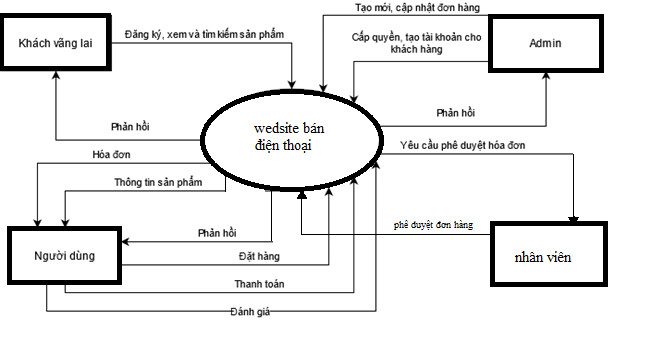 Tạo mới, cập nhật đơn hàng
Khách vãng lai
Đăng ký, xem và tìm kiếm sản phẩm
Cấp quyền, tạo tài khoản cho
khách hàng
Admin
Phản hồi
Phản hồi
wedsite bán
điện thoại
Yêu cầu phê duyệt hóa đơn
Hóa đơn
Thông tin sản phẩm
Phản hồi
phê duyệt đơn hàng
Người dùng
Đặt hàng
nhân viên
Thanh toán
Đánh giá